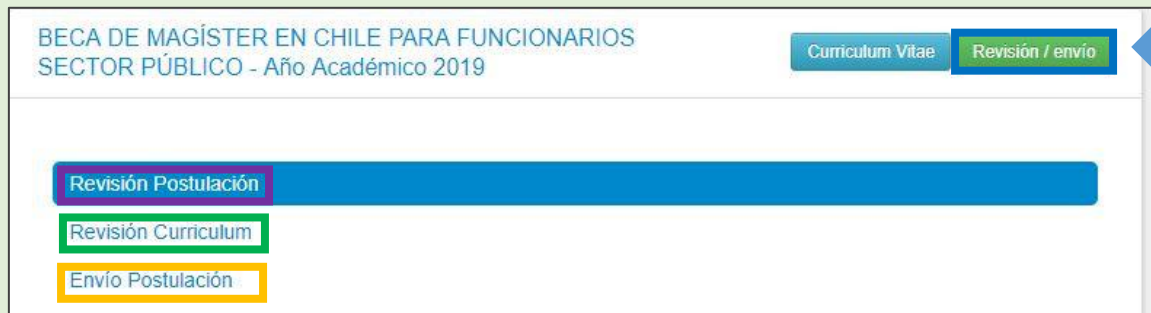 BECA DE MAGÍSTER EN CHILE PARA FUNCIONARIOS
SECTOR PÚBLICO - Año Académico 2019
Curriculum Vitae
Revisión / envío
Revisión Postulación
Revisión Curriculum
Envío Postulación